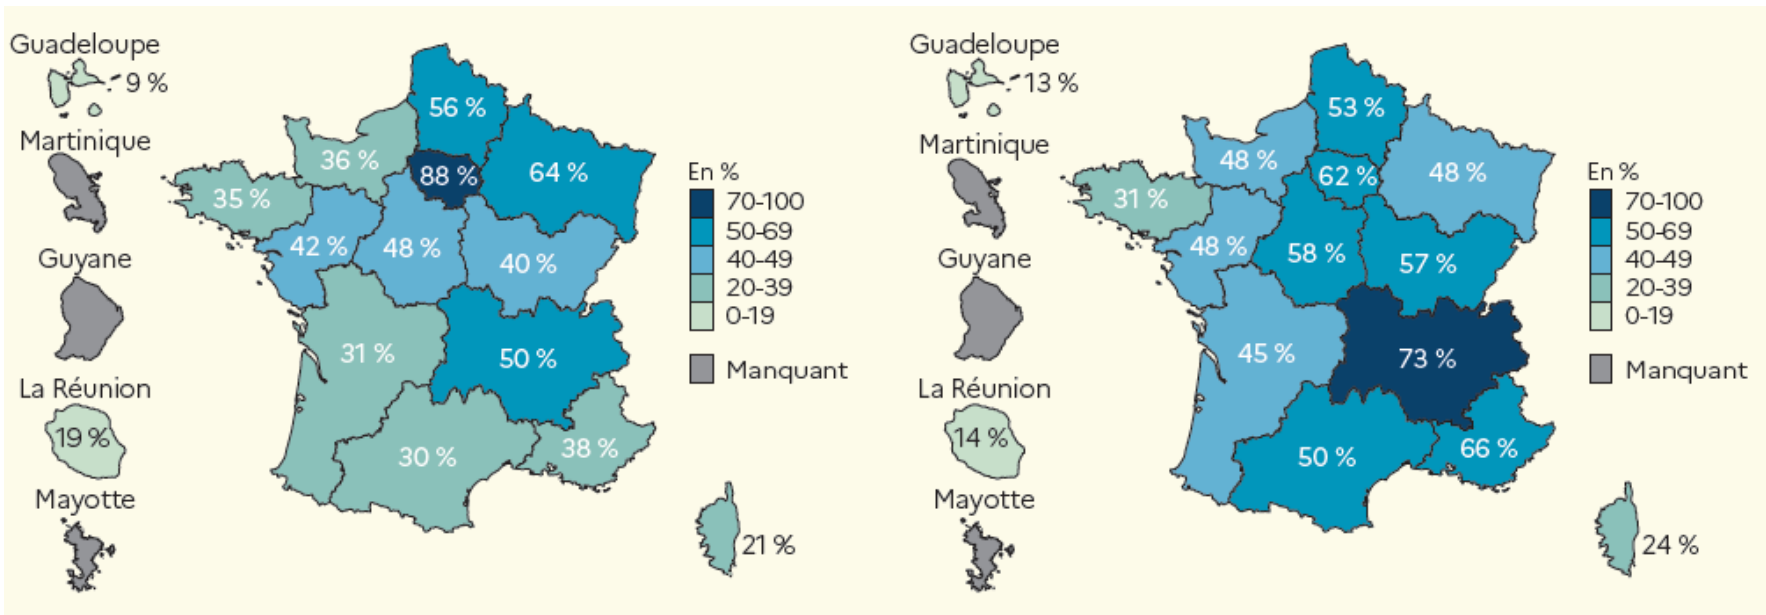 Guadeloupe
9 %
Martinique
Guyane
La Réunion
19 %
Mayotte
56 %
36 %
88 %
64 %
35 %
42 %
48 %
40 %
31 %
50 %
30 %
38 %
21 %
En %
70-100
50-69
40-49
20-39
0-19
Manquant
Guadeloupe
13 %
Martinique
Guyane
La Réunion
14 %
Mayotte
53 %
48 %
62 %
48 %
31 %
48 %
58 %
57 %
45 %
73 %
50 %
66 %
24 %
En %
70-100
50-69
40-49
20-39
0-19
Manquant